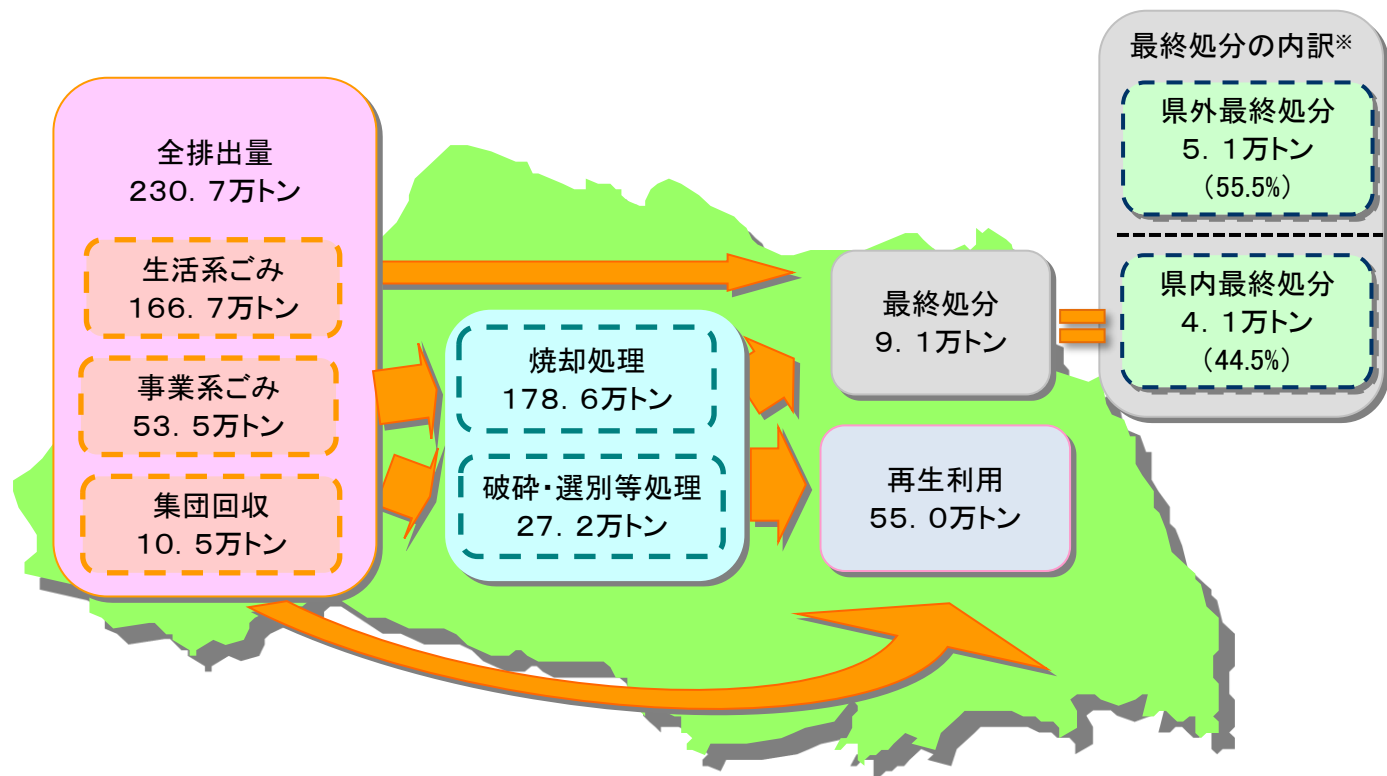 全排出量
230.7万トン
生活系ごみ
166.7万トン
事業系ごみ
53.5万トン
集団回収
10.5万トン
焼却処理
178.6万トン
破砕・選別等処理
27.2万トン
最終処分
9.1万トン
再生利用
55.0万トン
最終処分の内訳※
県外最終処分
5.1万トン
(55.5%)
県内最終処分
4.1万トン
(44.5%)